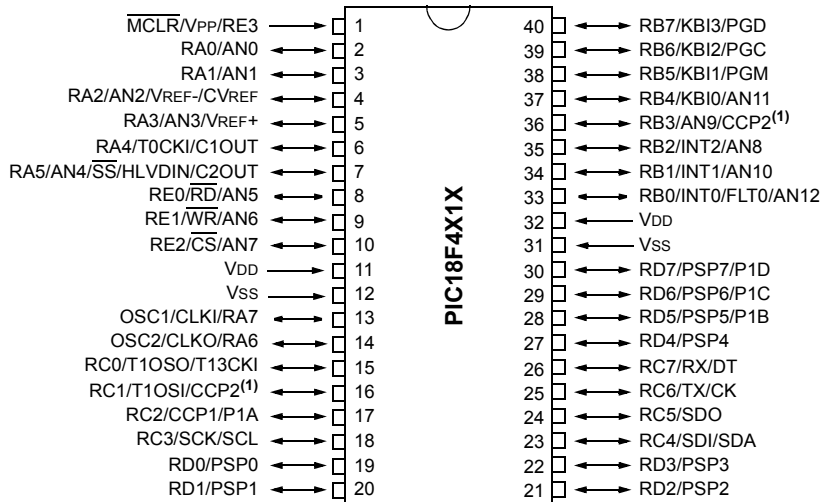 MCLR/VPP/RE3 1 40 RB7/KBI3/PGD
RA0/AN0 2 39 RB6/KBI2/PGC
RA1/AN1 3 38 RB5/KBI1/PGM
RA2/AN2/VREF-/CVREF 4 37 RB4/KBI0/AN11
RA3/AN3/VREF+ 5 36 RB3/AN9/CCP2(1)
RA4/T0CKI/C1OUT 6 35 RB2/INT2/AN8
RA5/AN4/SS/HLVDIN/C2OUT 7 34 RB1/INT1/AN10
RE0/RD/AN5 8 33 RB0/INT0/FLT0/AN12
RE1/WR/AN6 9 32 VDD
RE2/CS/AN7 10 31 VSS
VDD 11 30 RD7/PSP7/P1D
VSS 12 29 RD6/PSP6/P1C
OSC1/CLKI/RA7 13 28 RD5/PSP5/P1B
OSC2/CLKO/RA6 14 27 RD4/PSP4
RC0/T1OSO/T13CKI 15 26 RC7/RX/DT
RC1/T1OSI/CCP2(1) 16 25 RC6/TX/CK
RC2/CCP1/P1A 17 24 RC5/SDO
RC3/SCK/SCL 18 23 RC4/SDI/SDA
RD0/PSP0 19 22 RD3/PSP3
RD1/PSP1 20 21 RD2/PSP2
PIC18F4X1X